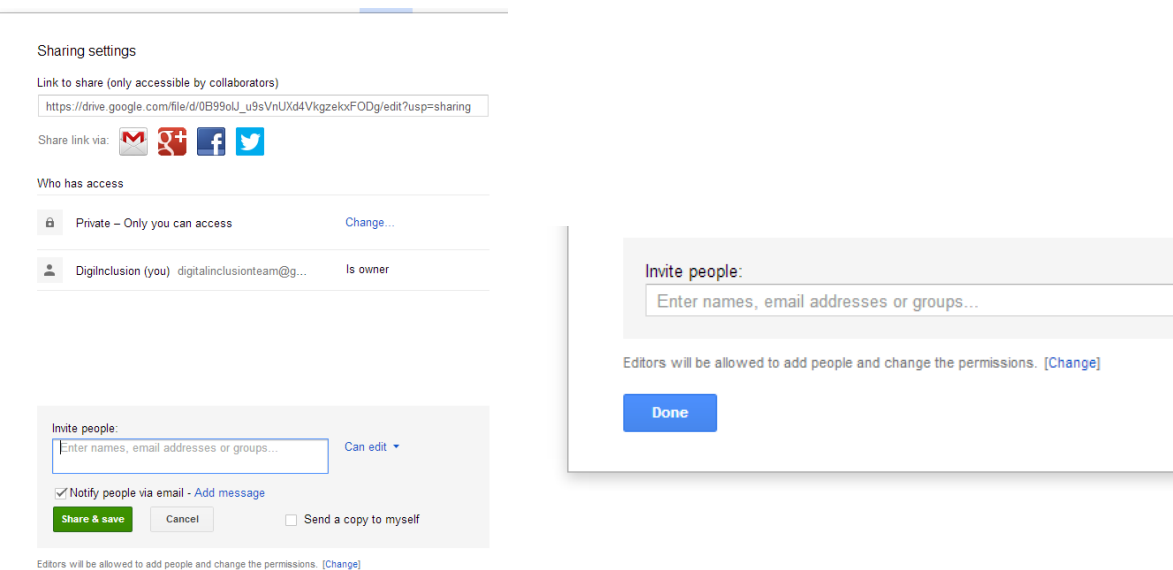 Sharing settings
Link to share (only accessible by collaborators)
https://drive.google.com/file/d/0B99olJ_u9sVnUXd4VkgzekxFODg/edit?usp=sharing
Share link via:
Who has access
Private – Only you can access Change...
DigiInclusion (you) digitalinclusionteam@g... Is owner
Invite people:
Enter names, email addresses or groups... Can edit
Notify people via email - Add message
Share & save Cancel Send a copy to myself
Editors will be allowed to add people and change the permissions. [Change]
Invite people:
Enter names, email addresses or groups...
Editors will be allowed to add people and change the permissions. [Change]
Done